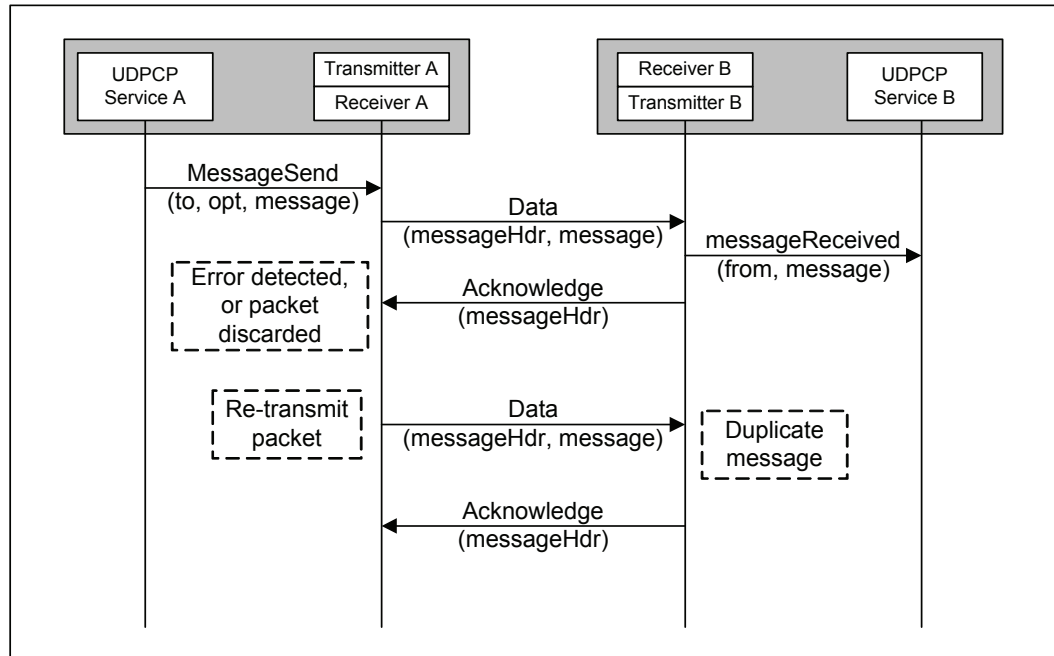 UDPCP
Service A
Transmitter A
Receiver A
Receiver B
Transmitter B
UDPCP
Service B
MessageSend
(to, opt, message)
Data
(messageHdr, message)
messageReceived
(from, message)
Error detected,
or packet
discarded
Acknowledge
(messageHdr)
Re-transmit
packet
Data
(messageHdr, message)
Duplicate
message
Acknowledge
(messageHdr)